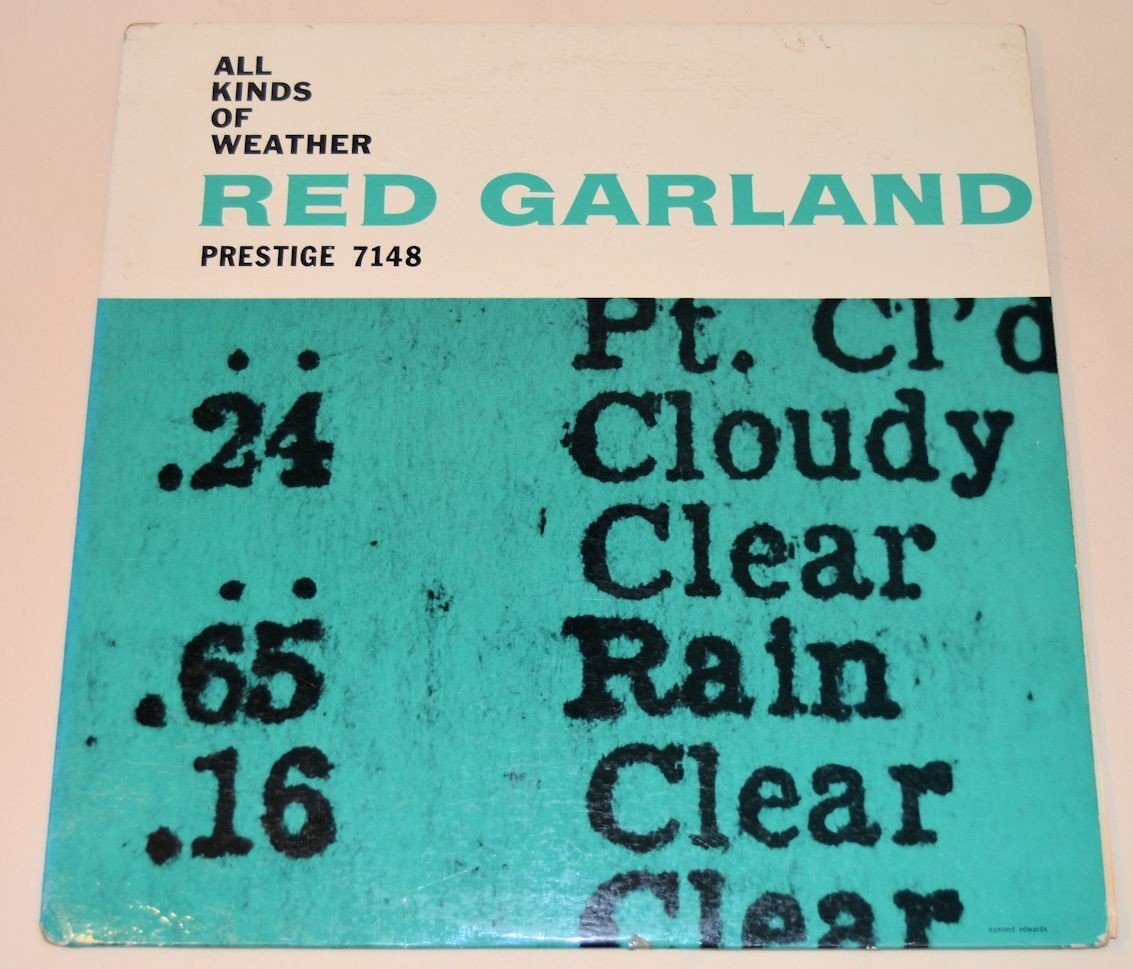 ALL
KINDS
OF
WEATHER
RED GARLAND
PRESTIGE 7148
.. Pt. Cl'd
.24 Cloudy
Clear
.. 
.65 Rain
.16 Clear
Clear
esmond edwards